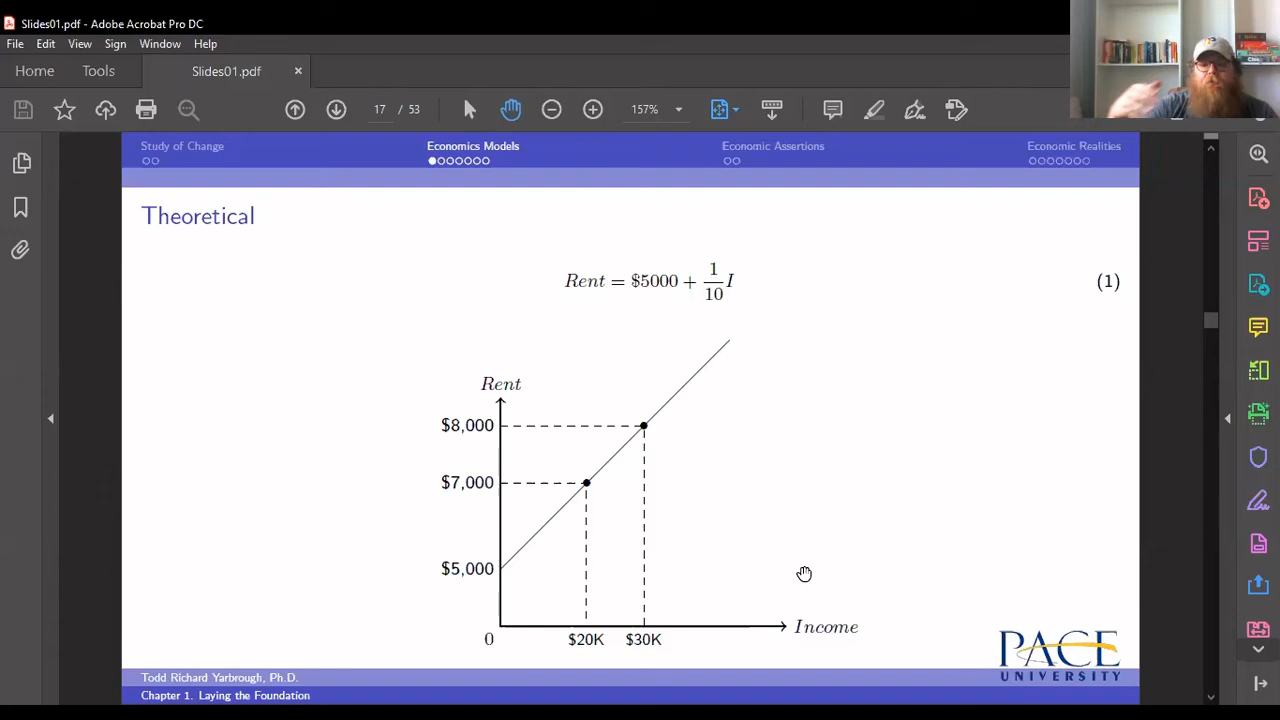 Slides01.pdf - Adobe Acrobat Pro DC
File Edit View Sign Window Help
Home Tools Slides01.pdf ×
17 / 53 157%
Study of Change Economics Models Economic Assertions Economic Realities
Theoretical
Rent = $5000 + 1/10 I (1)
Rent
$8,000
$7,000
$5,000
0 $20K $30K Income
PACE
UNIVERSITY
Todd Richard Yarbrough, Ph.D.
Chapter 1. Laying the Foundation